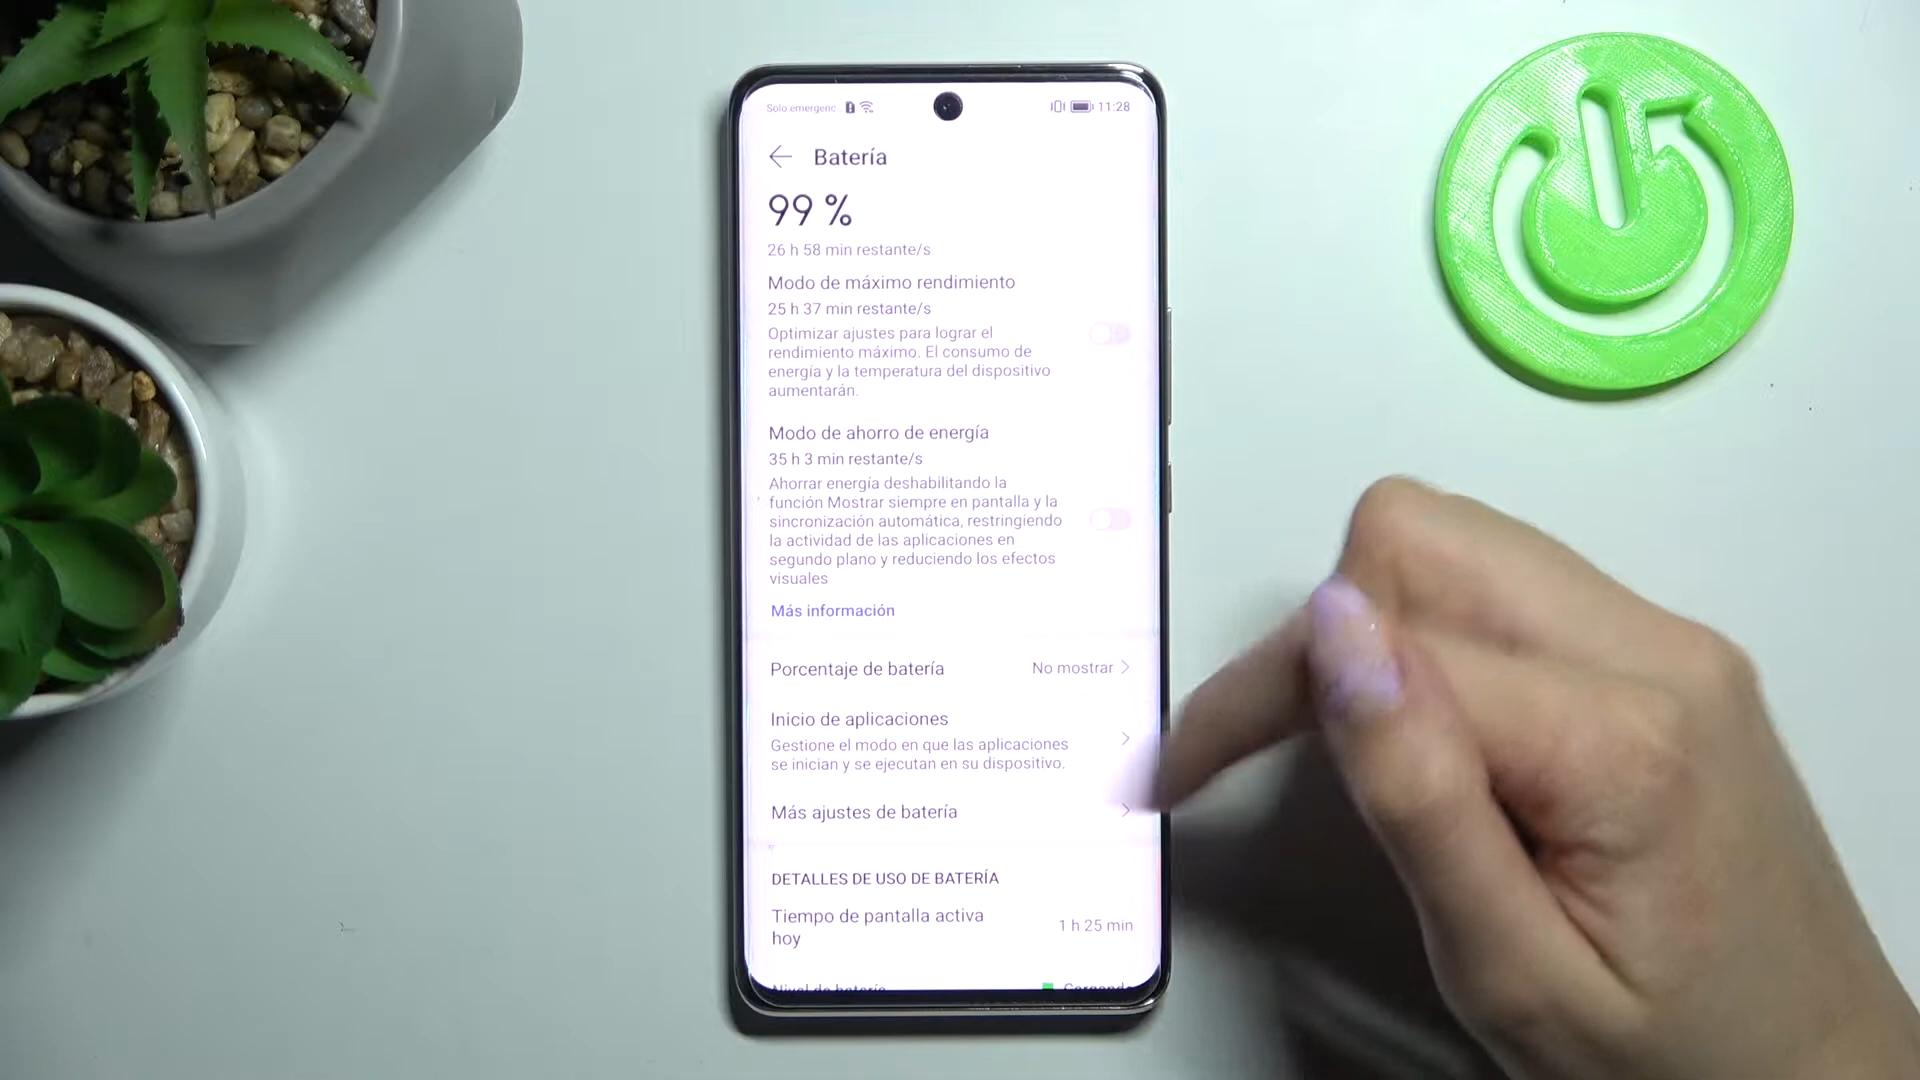 Solo emergenc
11:28
Batería
99 %
26 h 58 min restante/s
Modo de máximo rendimiento
25 h 37 min restante/s
Optimizar ajustes para lograr el
rendimiento máximo. El consumo de
energía y la temperatura del dispositivo
aumentarán.
Modo de ahorro de energía
35 h 3 min restante/s
Ahorrar energía deshabilitando la
función Mostrar siempre en pantalla y la
sincronización automática, restringiendo
la actividad de las aplicaciones en
segundo plano y reduciendo los efectos
visuales
Más información
Porcentaje de batería No mostrar
Inicio de aplicaciones
Gestione el modo en que las aplicaciones
se inician y se ejecutan en su dispositivo.
Más ajustes de batería
DETALLES DE USO DE BATERÍA
Tiempo de pantalla activa
hoy
1 h 25 min
Nivel de batería Cargando